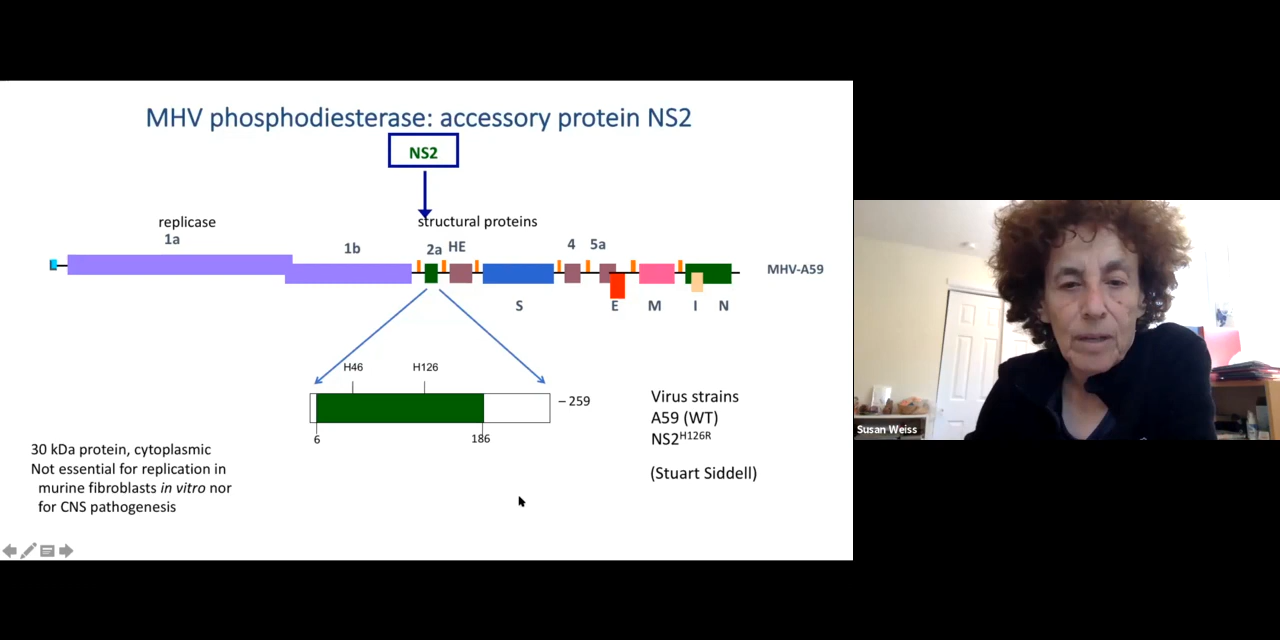 MHV phosphodiesterase: accessory protein NS2
NS2
replicase
structural proteins
1a
1b
2a
HE
4
5a
MHV-A59
S
E
M
I
N
H46
H126
– 259
6
186
Virus strains
A59 (WT)
NS2H126R
(Stuart Siddell)
30 kDa protein, cytoplasmic
Not essential for replication in
murine fibroblasts in vitro nor
for CNS pathogenesis
Susan Weiss